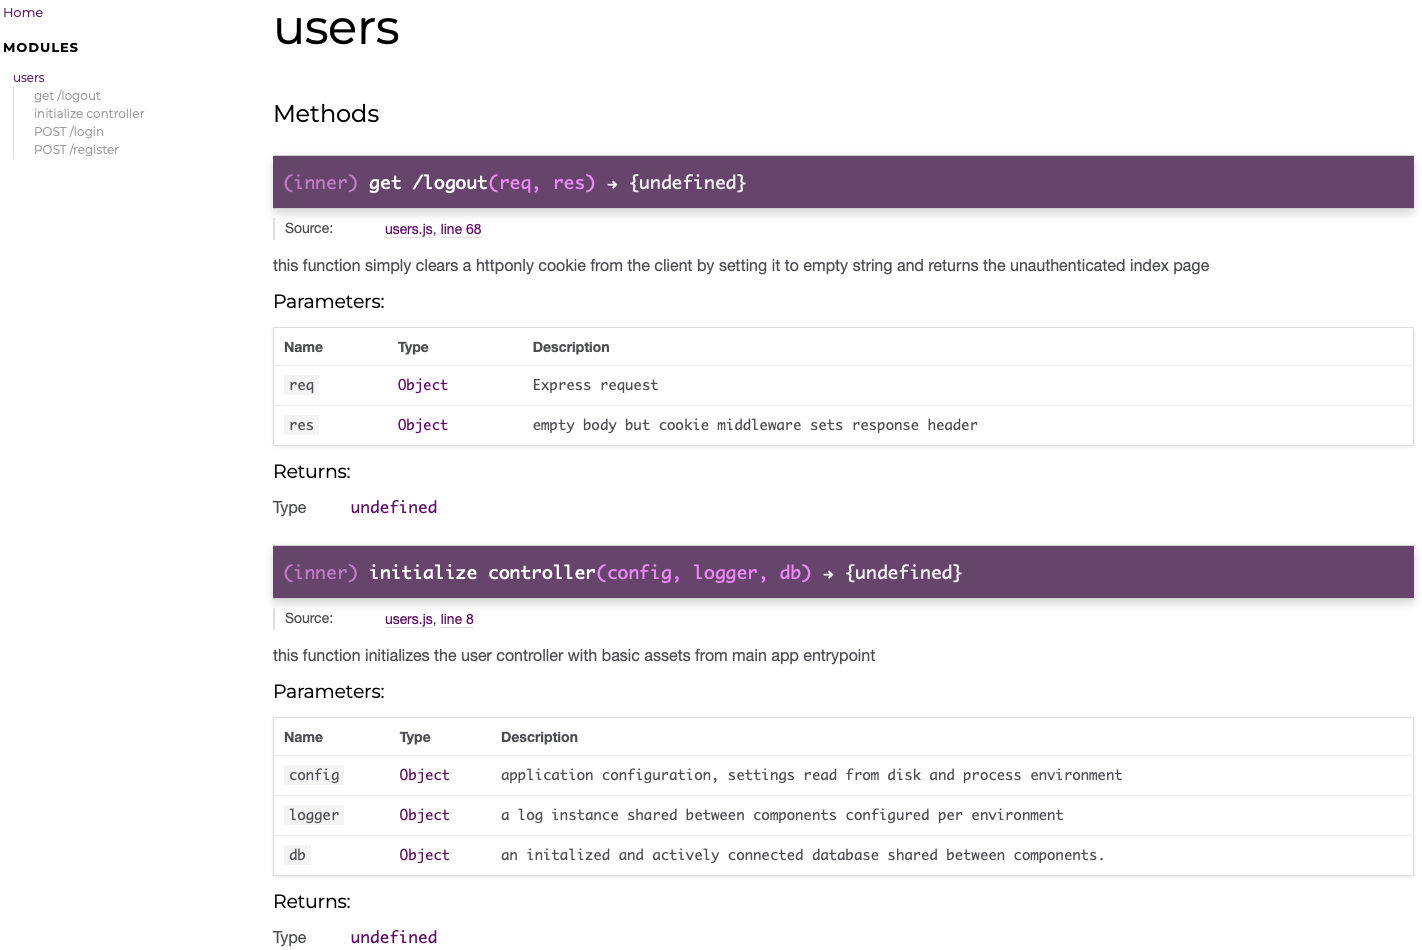 Home
MODULES
users
get /logout
initialize controller
POST /login
POST /register
users
Methods
(inner) get /logout(req, res) → {undefined}
Source: users.js, line 68
this function simply clears a httponly cookie from the client by setting it to empty string and returns the unauthenticated index page
Parameters:
Name Type Description
req Object Express request
res Object empty body but cookie middleware sets response header
Returns:
Type undefined
(inner) initialize controller(config, logger, db) → {undefined}
Source: users.js, line 8
this function initializes the user controller with basic assets from main app entrypoint
Parameters:
Name Type Description
config Object application configuration, settings read from disk and process environment
logger Object a log instance shared between components configured per environment
db Object an initalized and actively connected database shared between components.
Returns:
Type undefined